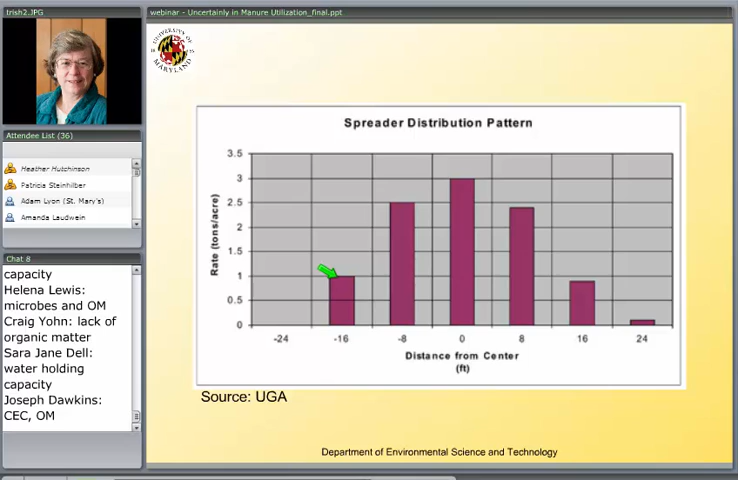 trish2.JPG
webinar - Uncertainly in Manure Utilization_final.ppt
UNIVERSITY OF
MARYLAND
Attendee List (36)
Heather Hutchinson
Patricia Steinhilber
Adam Lyon (St. Mary's)
Amanda Laudwein
Chat 8
capacity
Helena Lewis:
microbes and OM
Craig Yohn: lack of
organic matter
Sara Jane Dell:
water holding
capacity
Joseph Dawkins:
CEC, OM
Spreader Distribution Pattern
Rate (tons/acre)
3.5
3
2.5
2
1.5
1
0.5
0
-24 -16 -8 0 8 16 24
Distance from Center
(ft)
Source: UGA
Department of Environmental Science and Technology